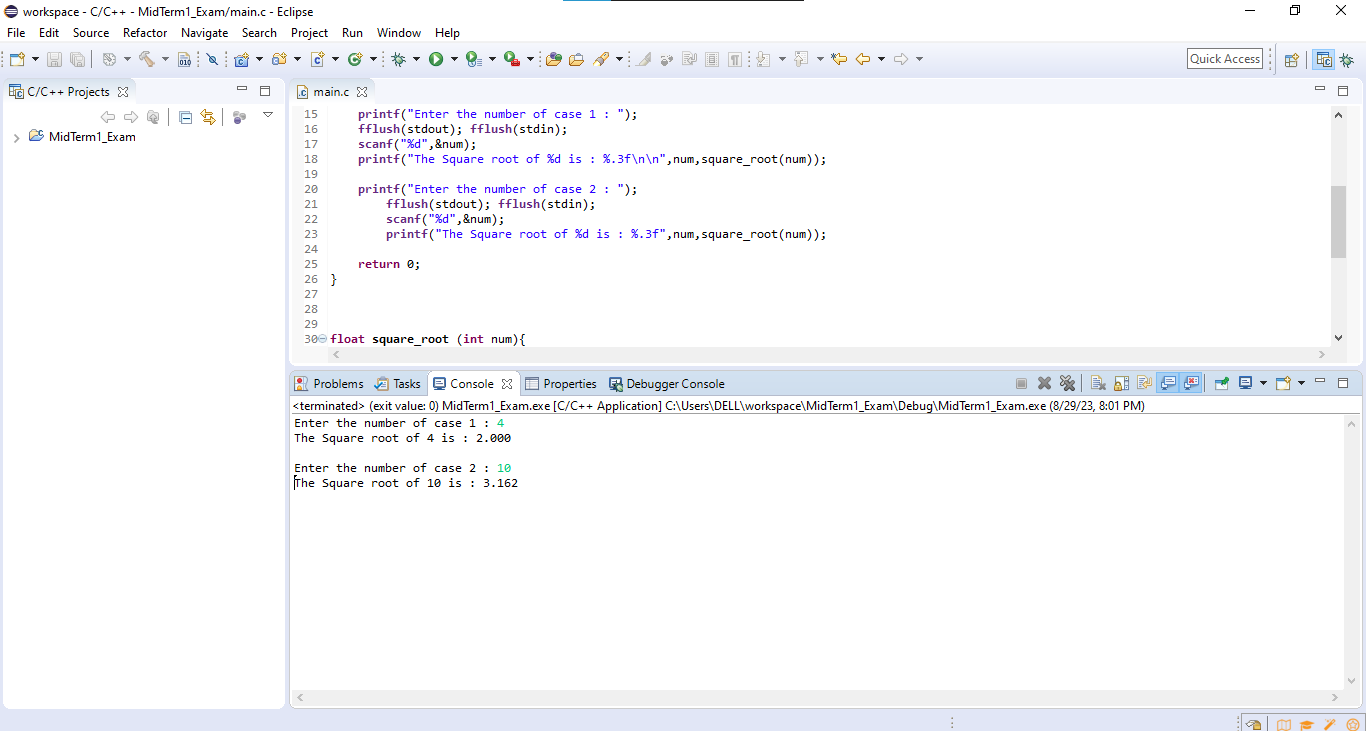 workspace - C/C++ - MidTerm1_Exam/main.c - Eclipse
File Edit Source Refactor Navigate Search Project Run Window Help
Quick Access
C/C++ Projects
MidTerm1_Exam
main.c
15 printf("Enter the number of case 1 : ");
16 fflush(stdout); fflush(stdin);
17 scanf("%d",&num);
18 printf("The Square root of %d is : %.3f\n\n",num,square_root(num));
19
20 printf("Enter the number of case 2 : ");
21 fflush(stdout); fflush(stdin);
22 scanf("%d",&num);
23 printf("The Square root of %d is : %.3f",num,square_root(num));
24
25 return 0;
26 }
27
28
29
30 float square_root (int num){
Problems Tasks Console Properties Debugger Console
<terminated> (exit value: 0) MidTerm1_Exam.exe [C/C++ Application] C:\Users\DELL\workspace\MidTerm1_Exam\Debug\MidTerm1_Exam.exe (8/29/23, 8:01 PM)
Enter the number of case 1 : 4
The Square root of 4 is : 2.000
Enter the number of case 2 : 10
The Square root of 10 is : 3.162